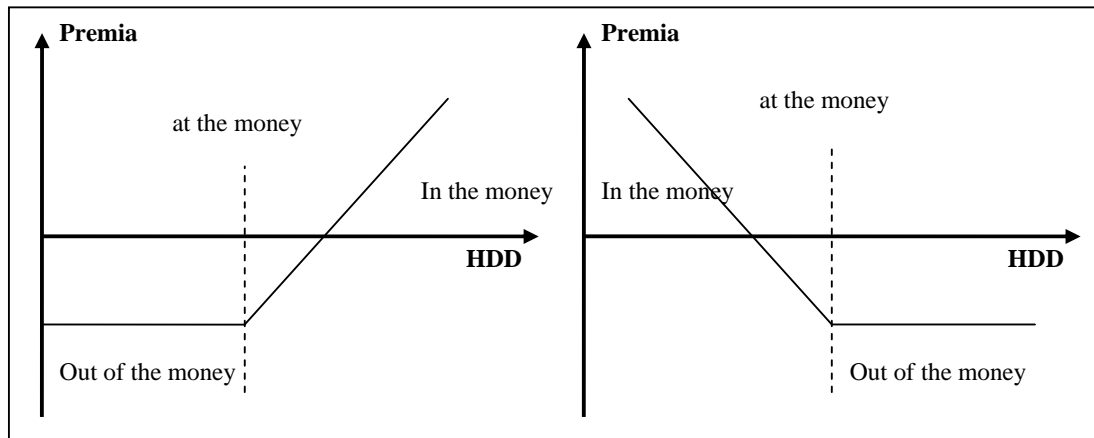 Premia
at the money
In the money
HDD
Out of the money
Premia
at the money
In the money
HDD
Out of the money